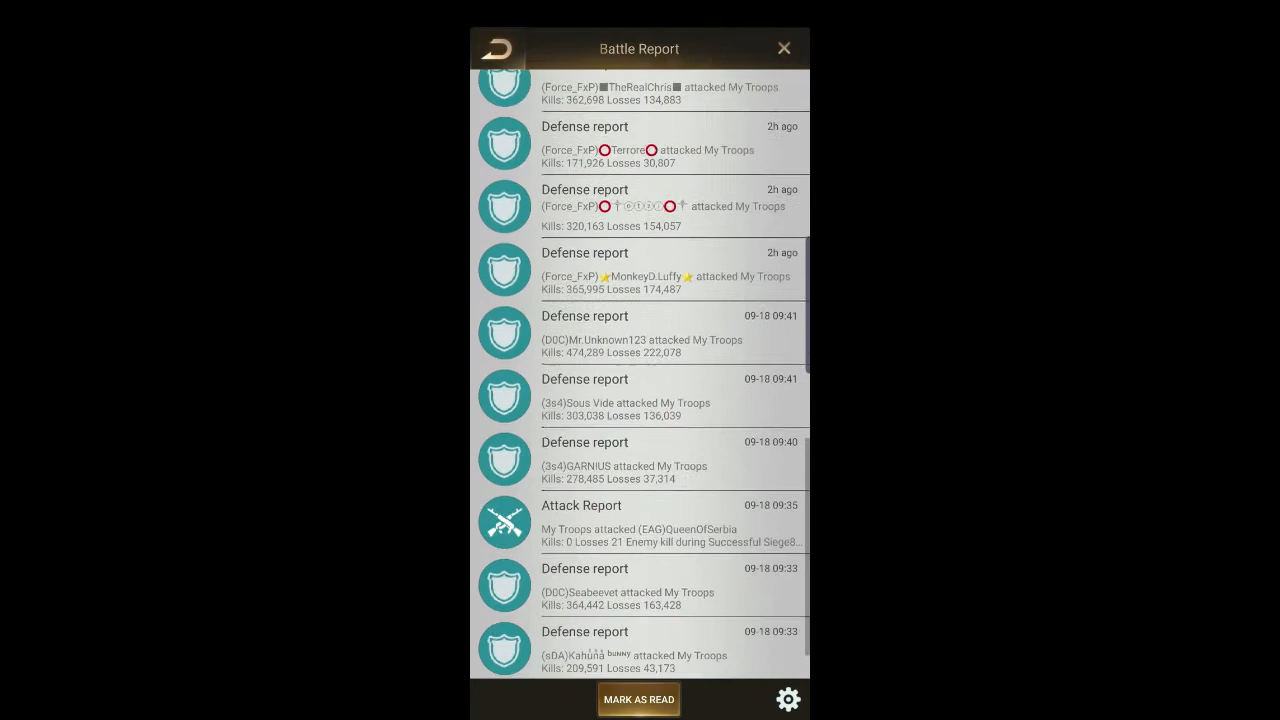 Battle Report
(Force_FxP)■TheRealChris■ attacked My Troops
Kills: 362,698 Losses 134,883
Defense report 2h ago
(Force_FxP)⭕Terrore⭕ attacked My Troops
Kills: 171,926 Losses 30,807
Defense report 2h ago
(Force_FxP)⭕ attacked My Troops
Kills: 320,163 Losses 154,057
Defense report 2h ago
(Force_FxP)⭐MonkeyD.Luffy⭐ attacked My Troops
Kills: 365,995 Losses 174,487
Defense report 09-18 09:41
(D0C)Mr.Unknown123 attacked My Troops
Kills: 474,289 Losses 222,078
Defense report 09-18 09:41
(3s4)Sous Vide attacked My Troops
Kills: 303,038 Losses 136,039
Defense report 09-18 09:40
(3s4)GARNIUS attacked My Troops
Kills: 278,485 Losses 37,314
Attack Report 09-18 09:35
My Troops attacked (EAG)QueenOfSerbia
Kills: 0 Losses 21 Enemy kill during Successful Siege8...
Defense report 09-18 09:33
(D0C)Seabeevet attacked My Troops
Kills: 364,442 Losses 163,428
Defense report 09-18 09:33
(sDA) ᵇᵘᴺᴺʸ attacked My Troops
Kills: 209,591 Losses 43,173
MARK AS READ